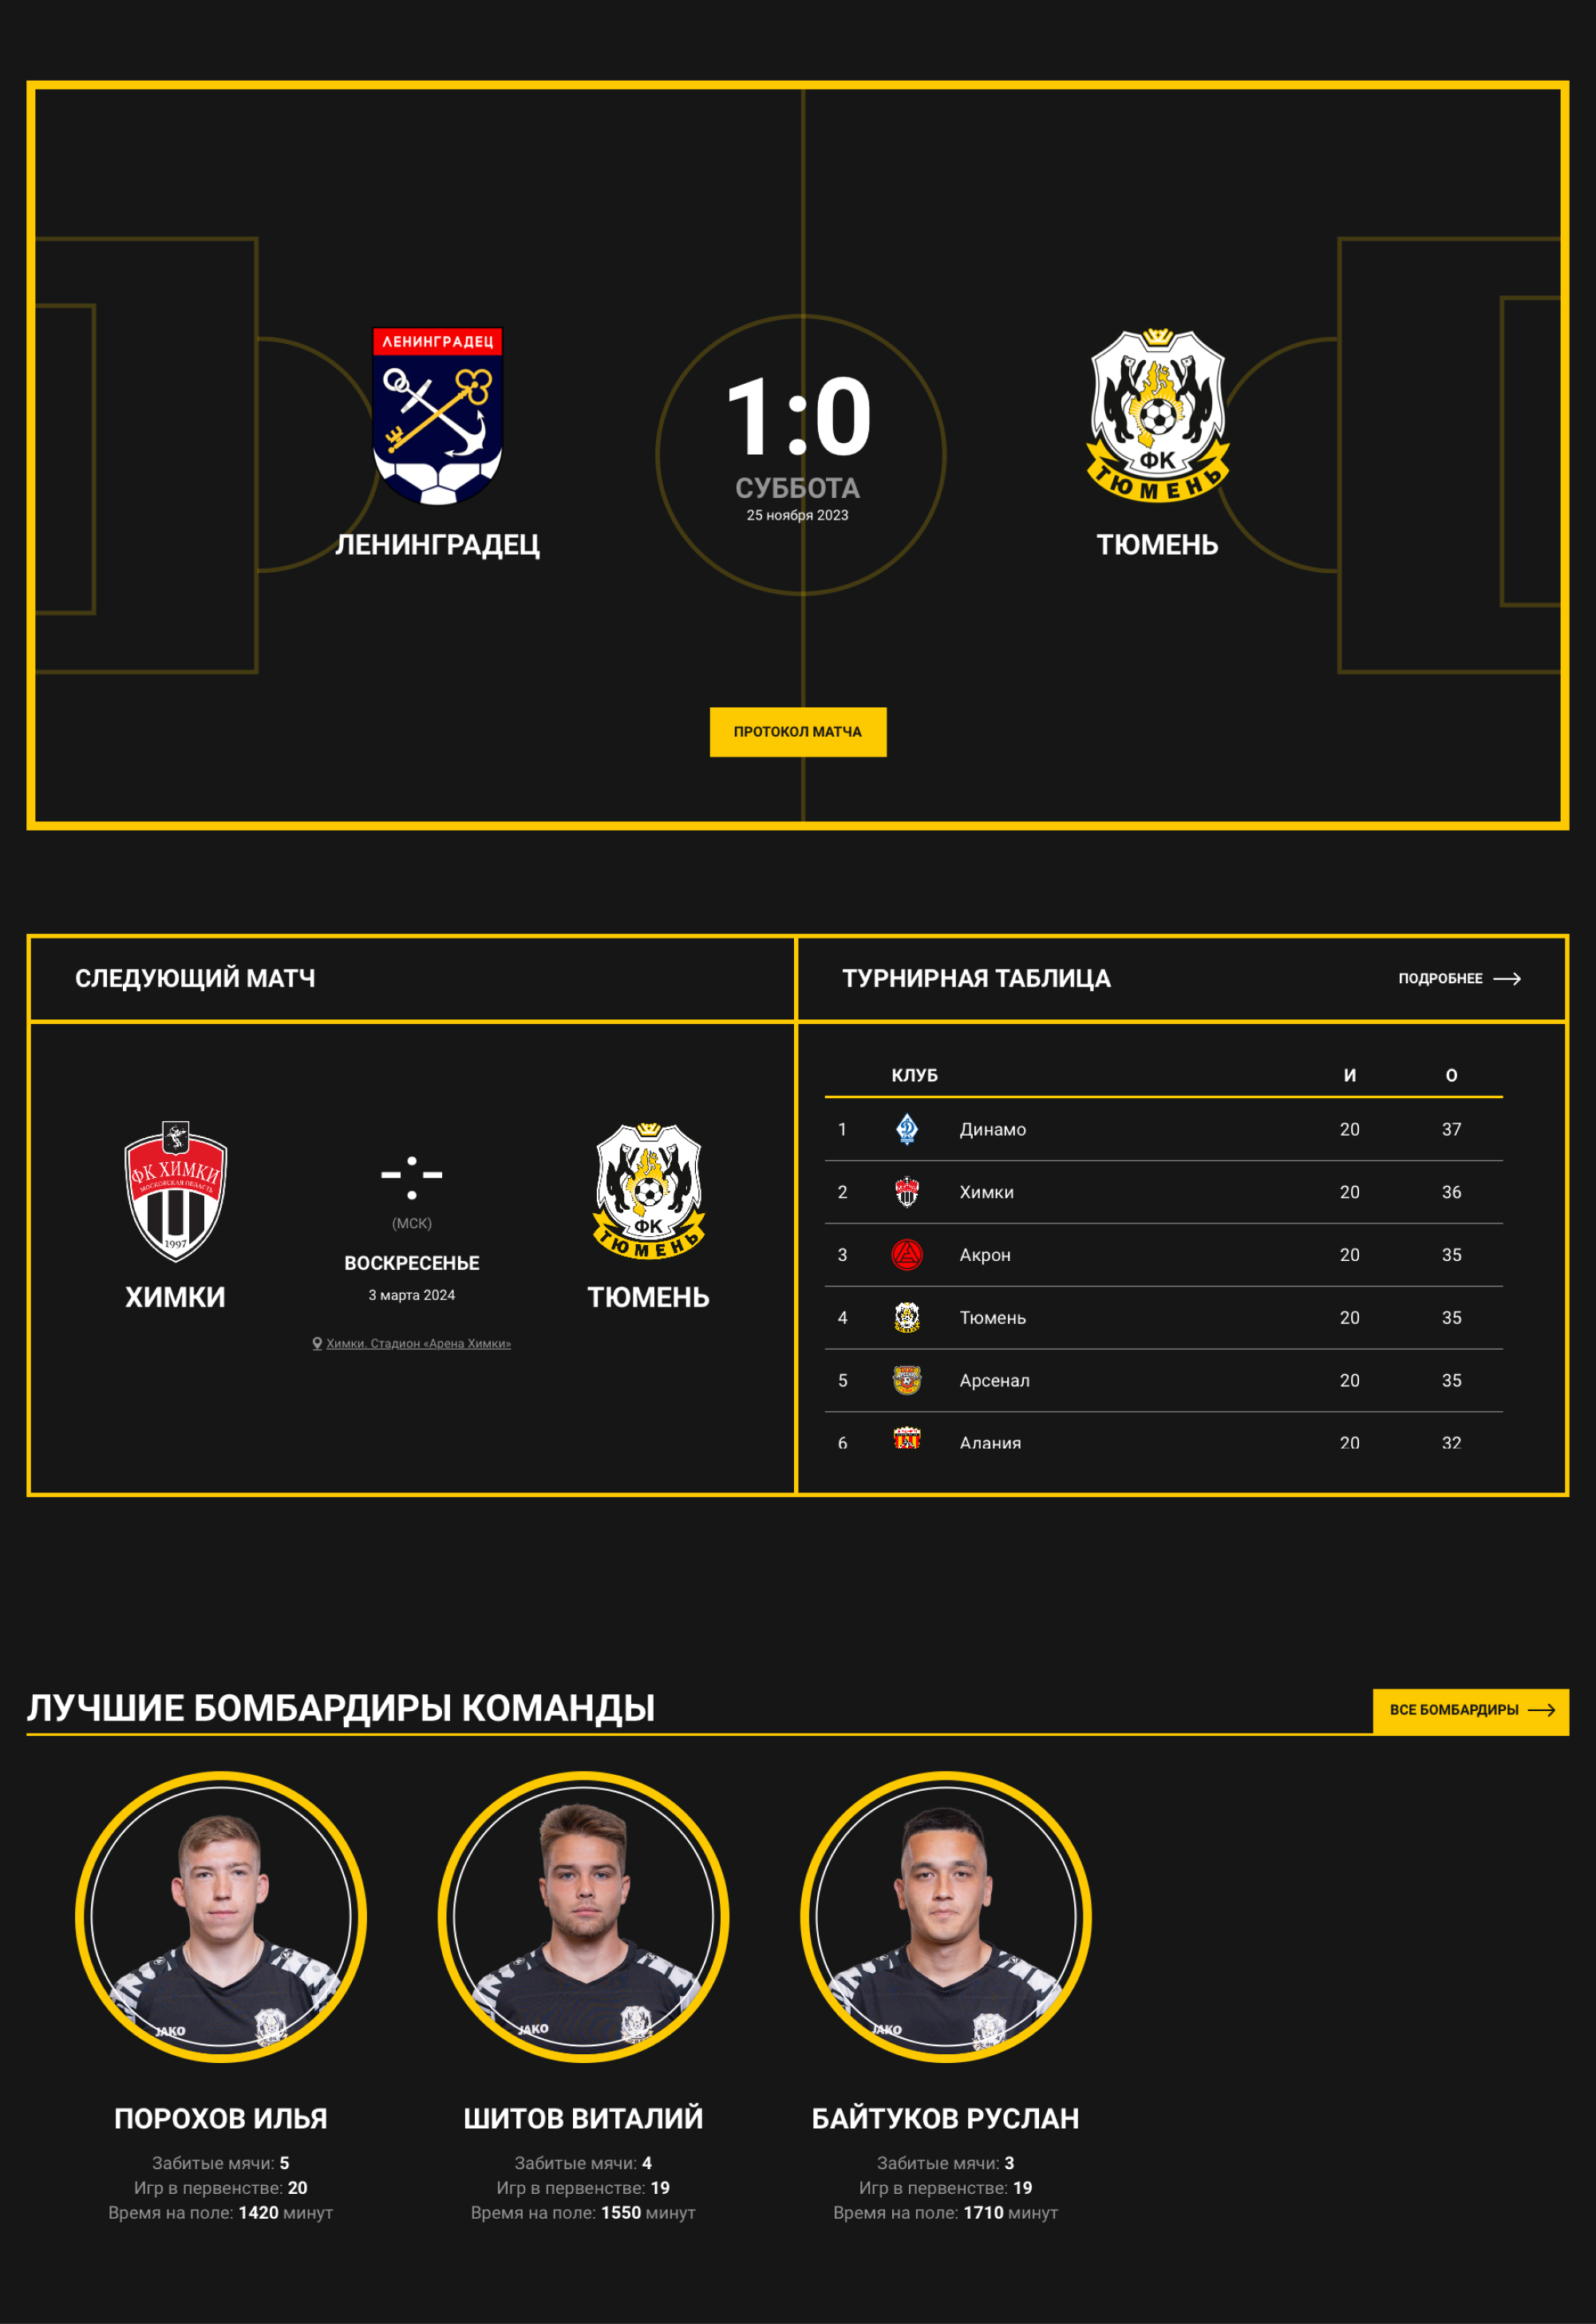 ЛЕНИНГРАДЕЦ
1:0
СУББОТА
25 ноября 2023
ФК
ТЮМЕНЬ
ЛЕНИНГРАДЕЦ
ТЮМЕНЬ
ПРОТОКОЛ МАТЧА
СЛЕДУЮЩИЙ МАТЧ
ТУРНИРНАЯ ТАБЛИЦА
ПОДРОБНЕЕ
ФК ХИМКИ
МОСКОВСКАЯ ОБЛАСТЬ
1997
ХИМКИ
-:-
(МСК)
ВОСКРЕСЕНЬЕ
3 марта 2024
Химки. Стадион «Арена Химки»
ФК
ТЮМЕНЬ
ТЮМЕНЬ
КЛУБ И О
1 Динамо 20 37
2 Химки 20 36
3 Акрон 20 35
4 Тюмень 20 35
5 Арсенал 20 35
6 Алания 20 32
ЛУЧШИЕ БОМБАРДИРЫ КОМАНДЫ
ВСЕ БОМБАРДИРЫ
JAKO
JAKO
JAKO
ПОРОХОВ ИЛЬЯ
Забитые мячи: 5
Игр в первенстве: 20
Время на поле: 1420 минут
ШИТОВ ВИТАЛИЙ
Забитые мячи: 4
Игр в первенстве: 19
Время на поле: 1550 минут
БАЙТУКОВ РУСЛАН
Забитые мячи: 3
Игр в первенстве: 19
Время на поле: 1710 минут